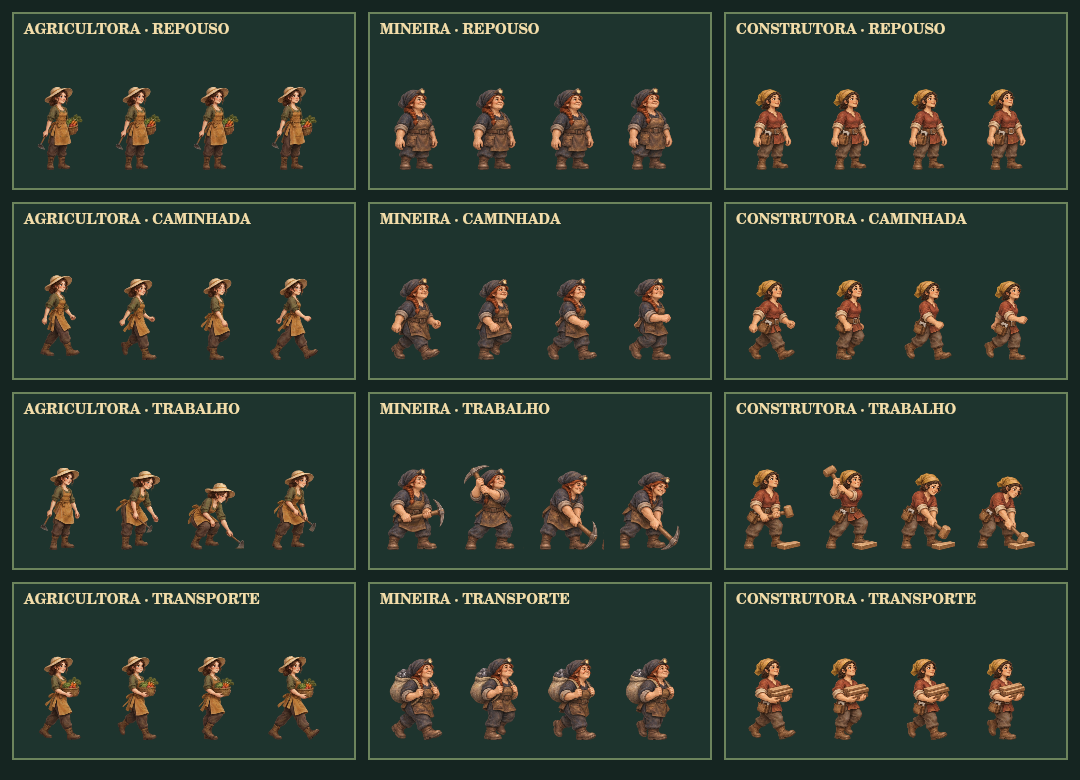 AGRICULTORA · REPOUSO
MINEIRA · REPOUSO
CONSTRUTORA · REPOUSO
AGRICULTORA · CAMINHADA
MINEIRA · CAMINHADA
CONSTRUTORA · CAMINHADA
AGRICULTORA · TRABALHO
MINEIRA · TRABALHO
CONSTRUTORA · TRABALHO
AGRICULTORA · TRANSPORTE
MINEIRA · TRANSPORTE
CONSTRUTORA · TRANSPORTE